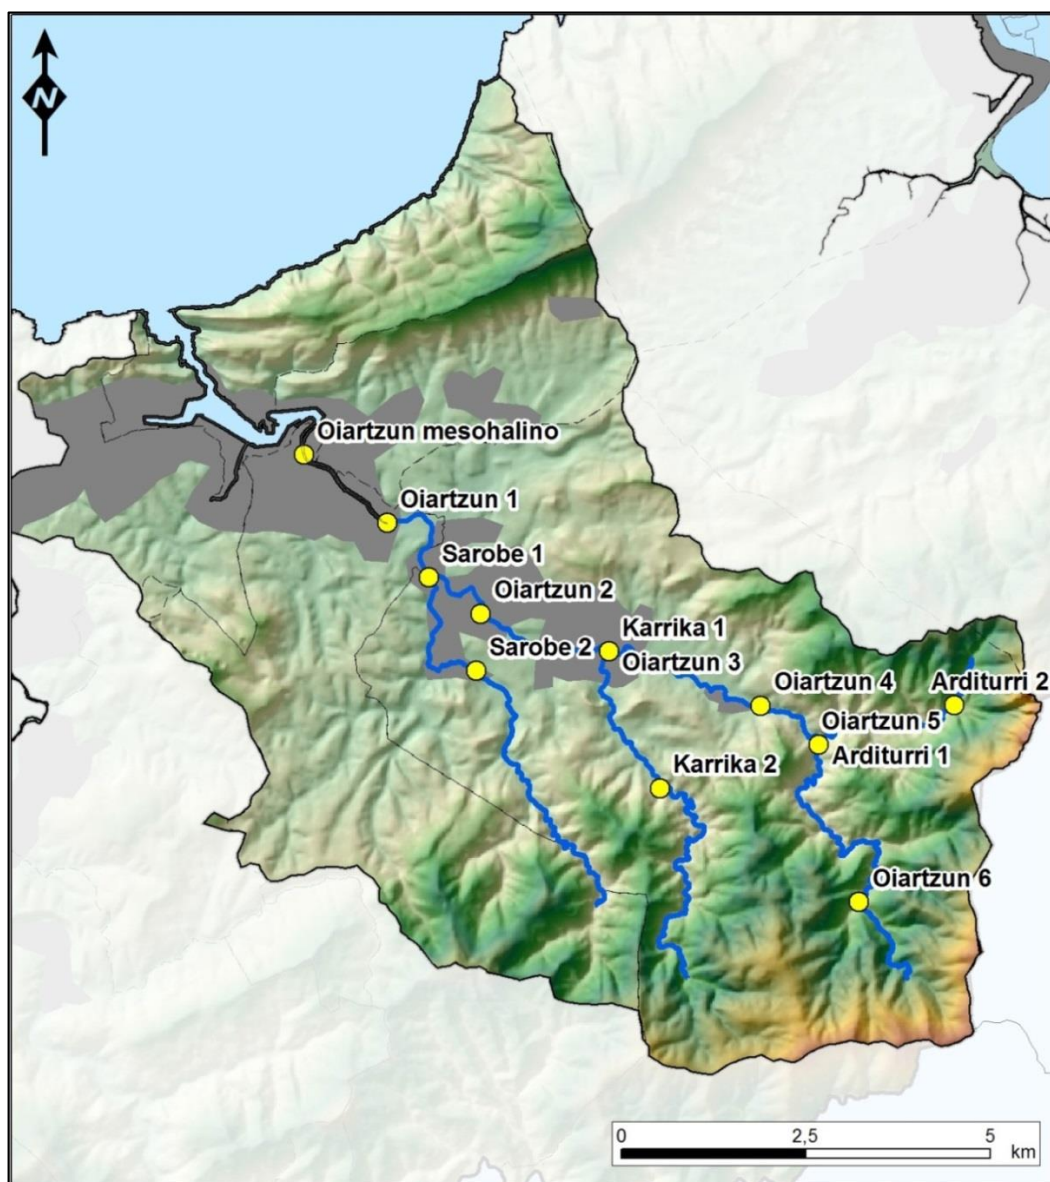 N
Oiartzun mesohalino
Oiartzun 1
Sarobe 1
Oiartzun 2
Karrika 1
Sarobe 2
Oiartzun 3
Oiartzun 4
Arditurri 2
Oiartzun 5
Arditurri 1
Karrika 2
Oiartzun 6
0 2,5 5
km